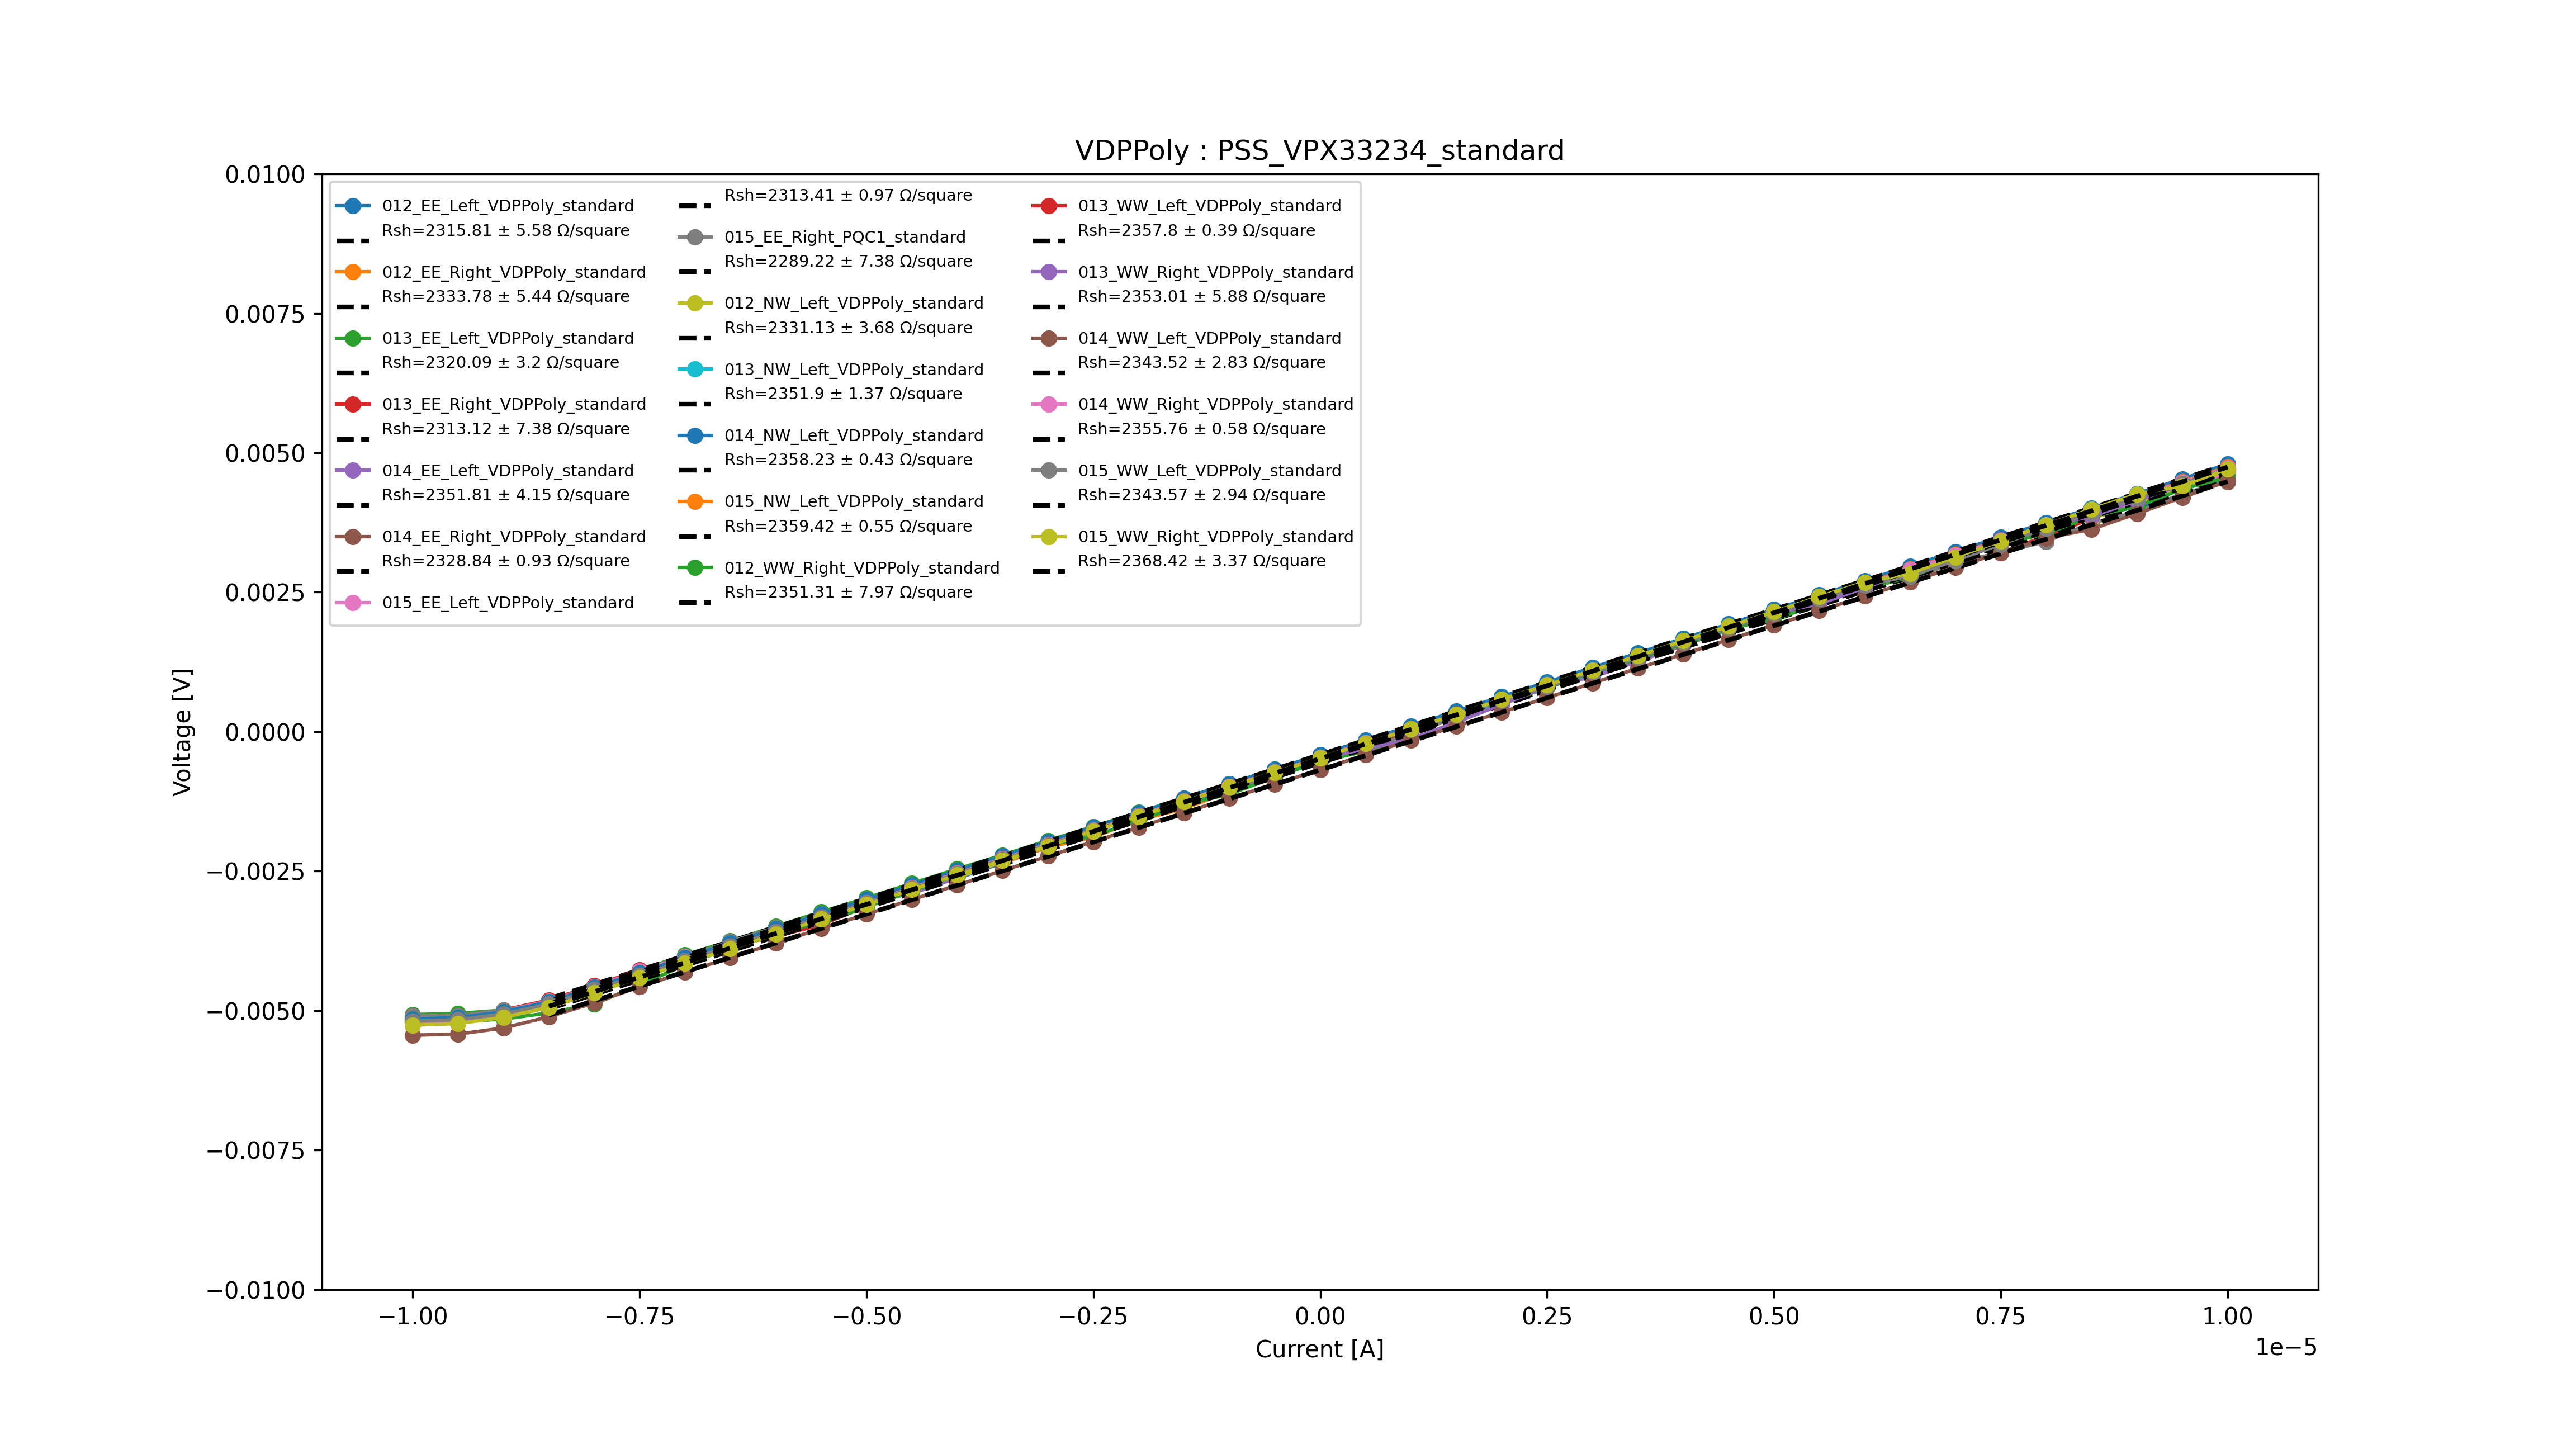 VDPPoly : PSS_VPX33234_standard
0.0100
0.0075
0.0050
0.0025
0.0000
−0.0025
−0.0050
−0.0075
−0.0100
Voltage [V]
012_EE_Left_VDPPoly_standard
Rsh=2315.81 ± 5.58 Ω/square
012_EE_Right_VDPPoly_standard
Rsh=2333.78 ± 5.44 Ω/square
013_EE_Left_VDPPoly_standard
Rsh=2320.09 ± 3.2 Ω/square
013_EE_Right_VDPPoly_standard
Rsh=2313.12 ± 7.38 Ω/square
014_EE_Left_VDPPoly_standard
Rsh=2351.81 ± 4.15 Ω/square
014_EE_Right_VDPPoly_standard
Rsh=2328.84 ± 0.93 Ω/square
015_EE_Left_VDPPoly_standard
Rsh=2313.41 ± 0.97 Ω/square
015_EE_Right_PQC1_standard
Rsh=2289.22 ± 7.38 Ω/square
012_NW_Left_VDPPoly_standard
Rsh=2331.13 ± 3.68 Ω/square
013_NW_Left_VDPPoly_standard
Rsh=2351.9 ± 1.37 Ω/square
014_NW_Left_VDPPoly_standard
Rsh=2358.23 ± 0.43 Ω/square
015_NW_Left_VDPPoly_standard
Rsh=2359.42 ± 0.55 Ω/square
012_WW_Right_VDPPoly_standard
Rsh=2351.31 ± 7.97 Ω/square
013_WW_Left_VDPPoly_standard
Rsh=2357.8 ± 0.39 Ω/square
013_WW_Right_VDPPoly_standard
Rsh=2353.01 ± 5.88 Ω/square
014_WW_Left_VDPPoly_standard
Rsh=2343.52 ± 2.83 Ω/square
014_WW_Right_VDPPoly_standard
Rsh=2355.76 ± 0.58 Ω/square
015_WW_Left_VDPPoly_standard
Rsh=2343.57 ± 2.94 Ω/square
015_WW_Right_VDPPoly_standard
Rsh=2368.42 ± 3.37 Ω/square
−1.00 −0.75 −0.50 −0.25 0.00 0.25 0.50 0.75 1.00
Current [A]
1e−5